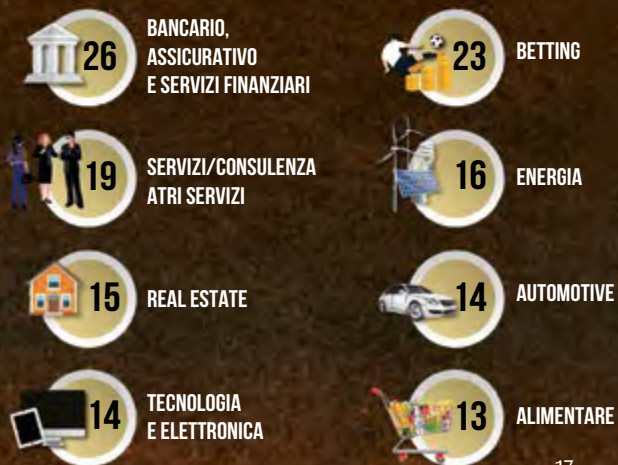 26
BANCARIO,
ASSICURATIVO
E SERVIZI FINANZIARI
23
BETTING
19
SERVIZI/CONSULENZA
ATRI SERVIZI
16
ENERGIA
15
REAL ESTATE
14
AUTOMOTIVE
14
TECNOLOGIA
E ELETTRONICA
13
ALIMENTARE
17